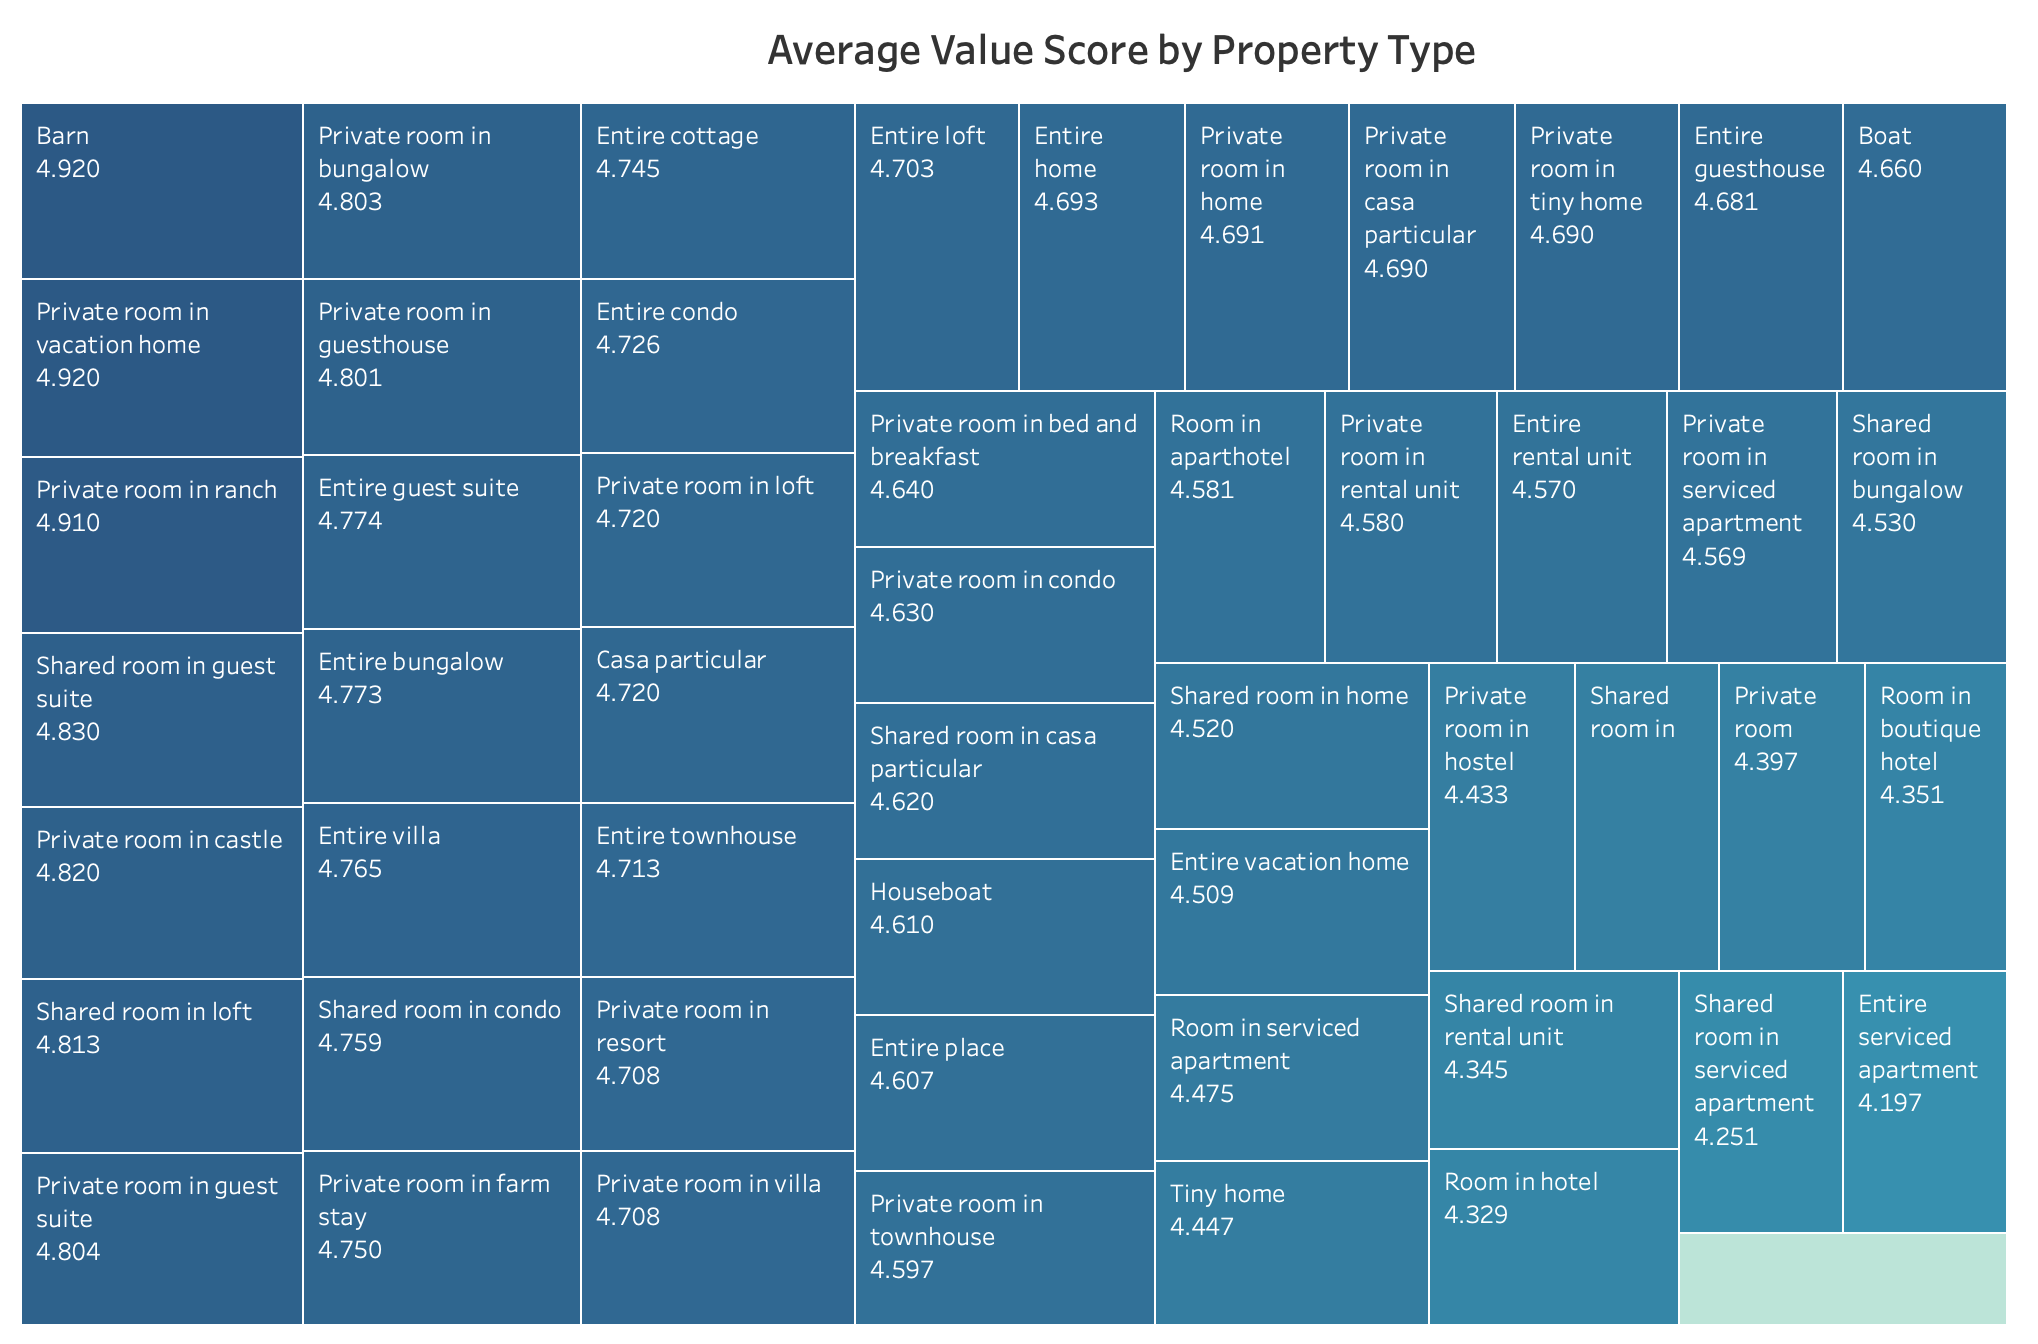 Average Value Score by Property Type
Barn
4.920
Private room in
vacation home
4.920
Private room in ranch
4.910
Shared room in guest
suite
4.830
Private room in castle
4.820
Shared room in loft
4.813
Private room in guest
suite
4.804
Private room in
bungalow
4.803
Private room in
guesthouse
4.801
Entire guest suite
4.774
Entire bungalow
4.773
Entire villa
4.765
Shared room in condo
4.759
Private room in farm
stay
4.750
Entire cottage
4.745
Entire condo
4.726
Private room in loft
4.720
Casa particular
4.720
Entire townhouse
4.713
Private room in
resort
4.708
Private room in villa
4.708
Entire loft
4.703
Entire
home
4.693
Private
room in
home
4.691
Private
room in
casa
particular
4.690
Private
room in
tiny home
4.690
Entire
guesthouse
4.681
Boat
4.660
Private room in bed and
breakfast
4.640
Private room in condo
4.630
Shared room in casa
particular
4.620
Houseboat
4.610
Entire place
4.607
Private room in
townhouse
4.597
Room in
aparthotel
4.581
Private
room in
rental unit
4.580
Entire
rental unit
4.570
Private
room in
serviced
apartment
4.569
Shared
room in
bungalow
4.530
Shared room in home
4.520
Entire vacation home
4.509
Room in serviced
apartment
4.475
Tiny home
4.447
Private
room in
hostel
4.433
Shared
room in
Private
room
4.397
Room in
boutique
hotel
4.351
Shared room in
rental unit
4.345
Room in hotel
4.329
Shared
room in
serviced
apartment
4.251
Entire
serviced
apartment
4.197